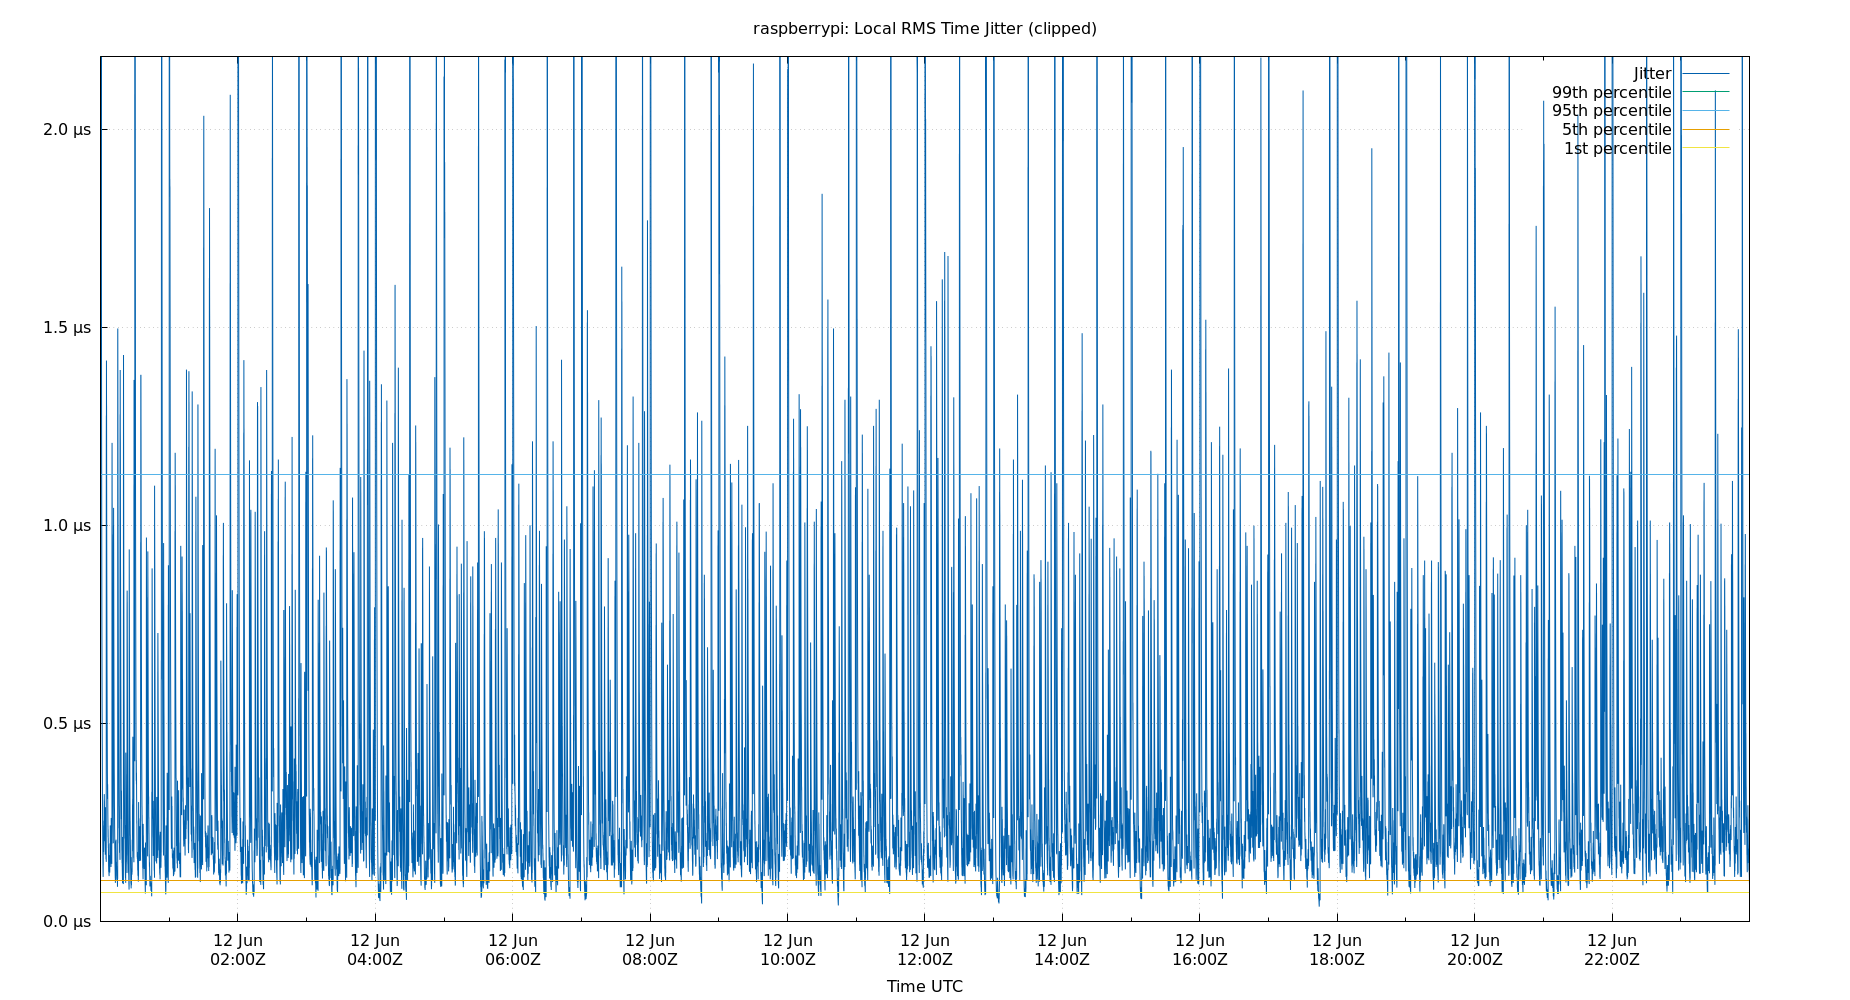 raspberrypi: Local RMS Time Jitter (clipped)
Jitter
99th percentile
95th percentile
5th percentile
1st percentile
2.0 µs
1.5 µs
1.0 µs
0.5 µs
0.0 µs
12 Jun 12 Jun 12 Jun 12 Jun 12 Jun 12 Jun 12 Jun 12 Jun 12 Jun 12 Jun 12 Jun
02:00Z 04:00Z 06:00Z 08:00Z 10:00Z 12:00Z 14:00Z 16:00Z 18:00Z 20:00Z 22:00Z
Time UTC